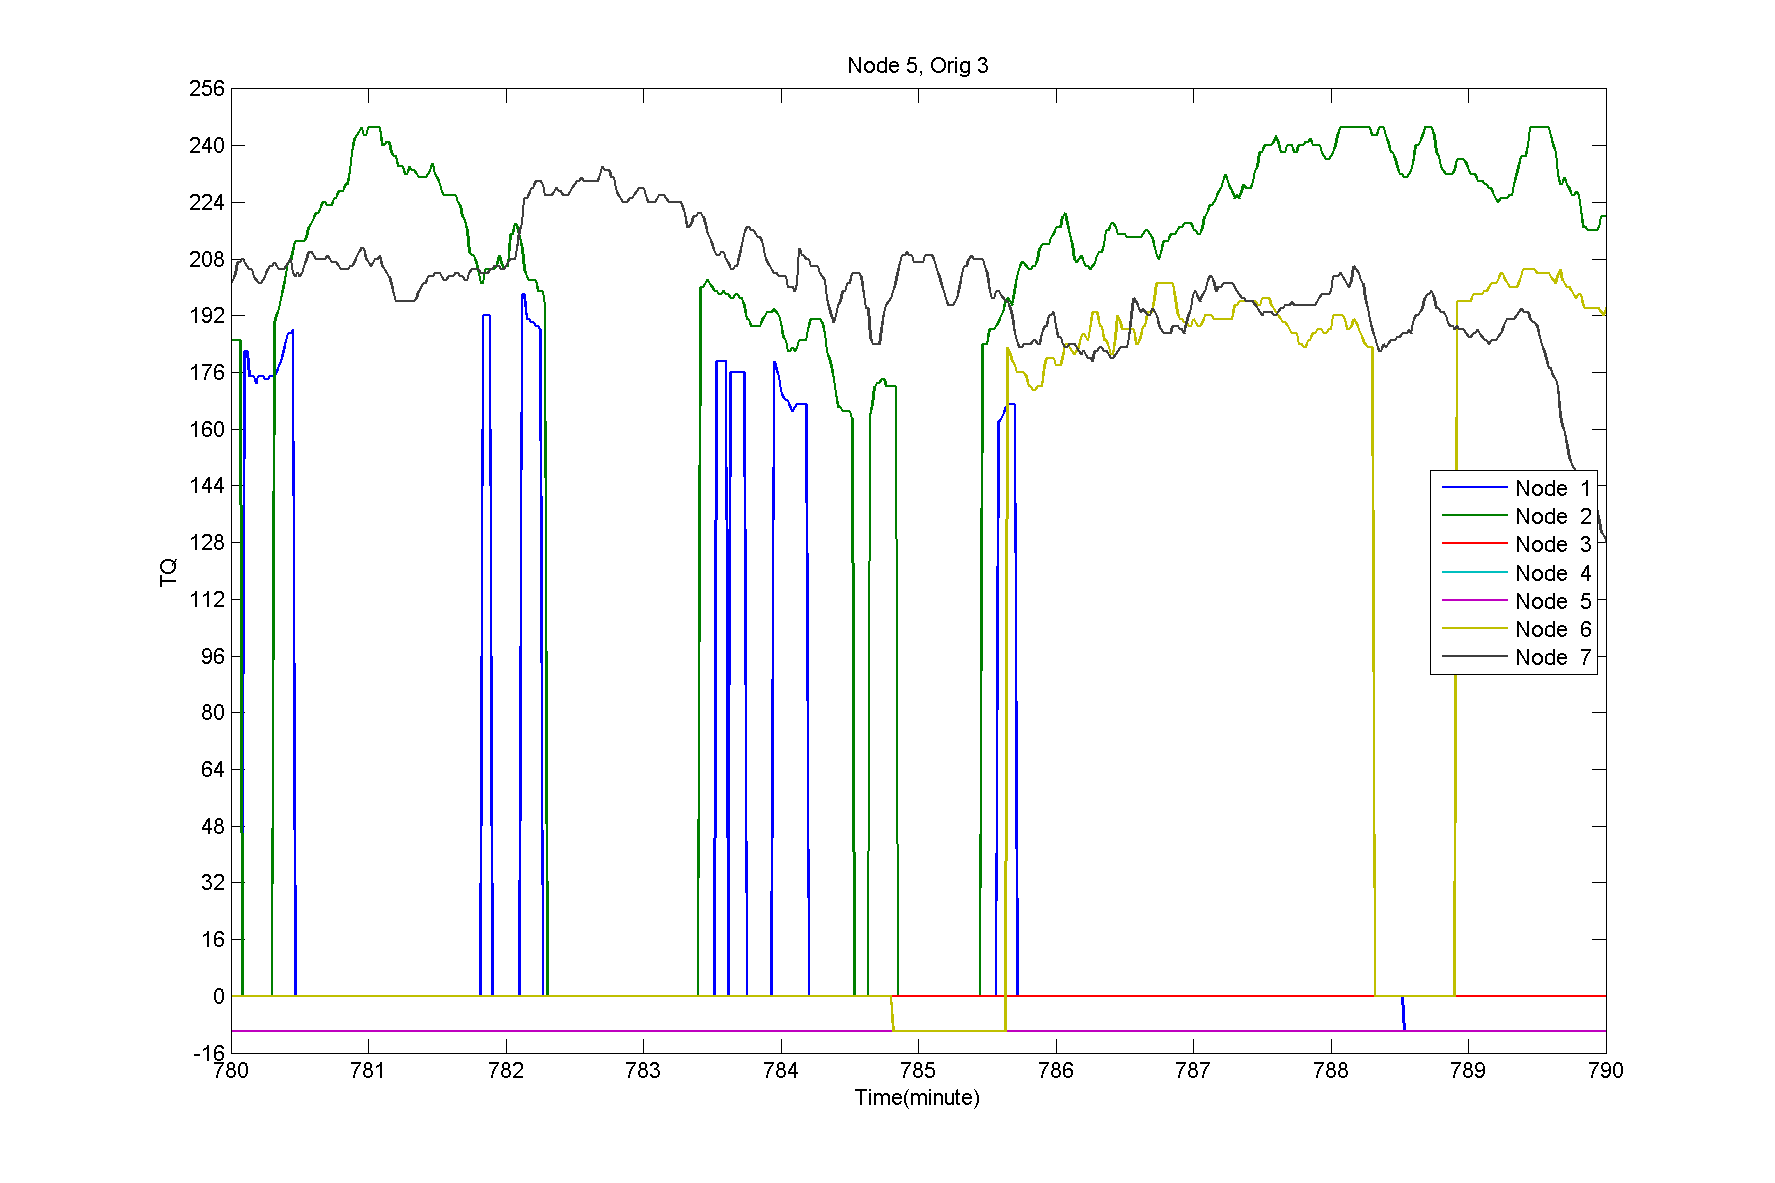 Node 5, Orig 3
256
240
224
208
192
176
160
144
128
112
96
80
64
48
32
16
0
-16
TQ
780 781 782 783 784 785 786 787 788 789 790
Time(minute)
Node 1
Node 2
Node 3
Node 4
Node 5
Node 6
Node 7